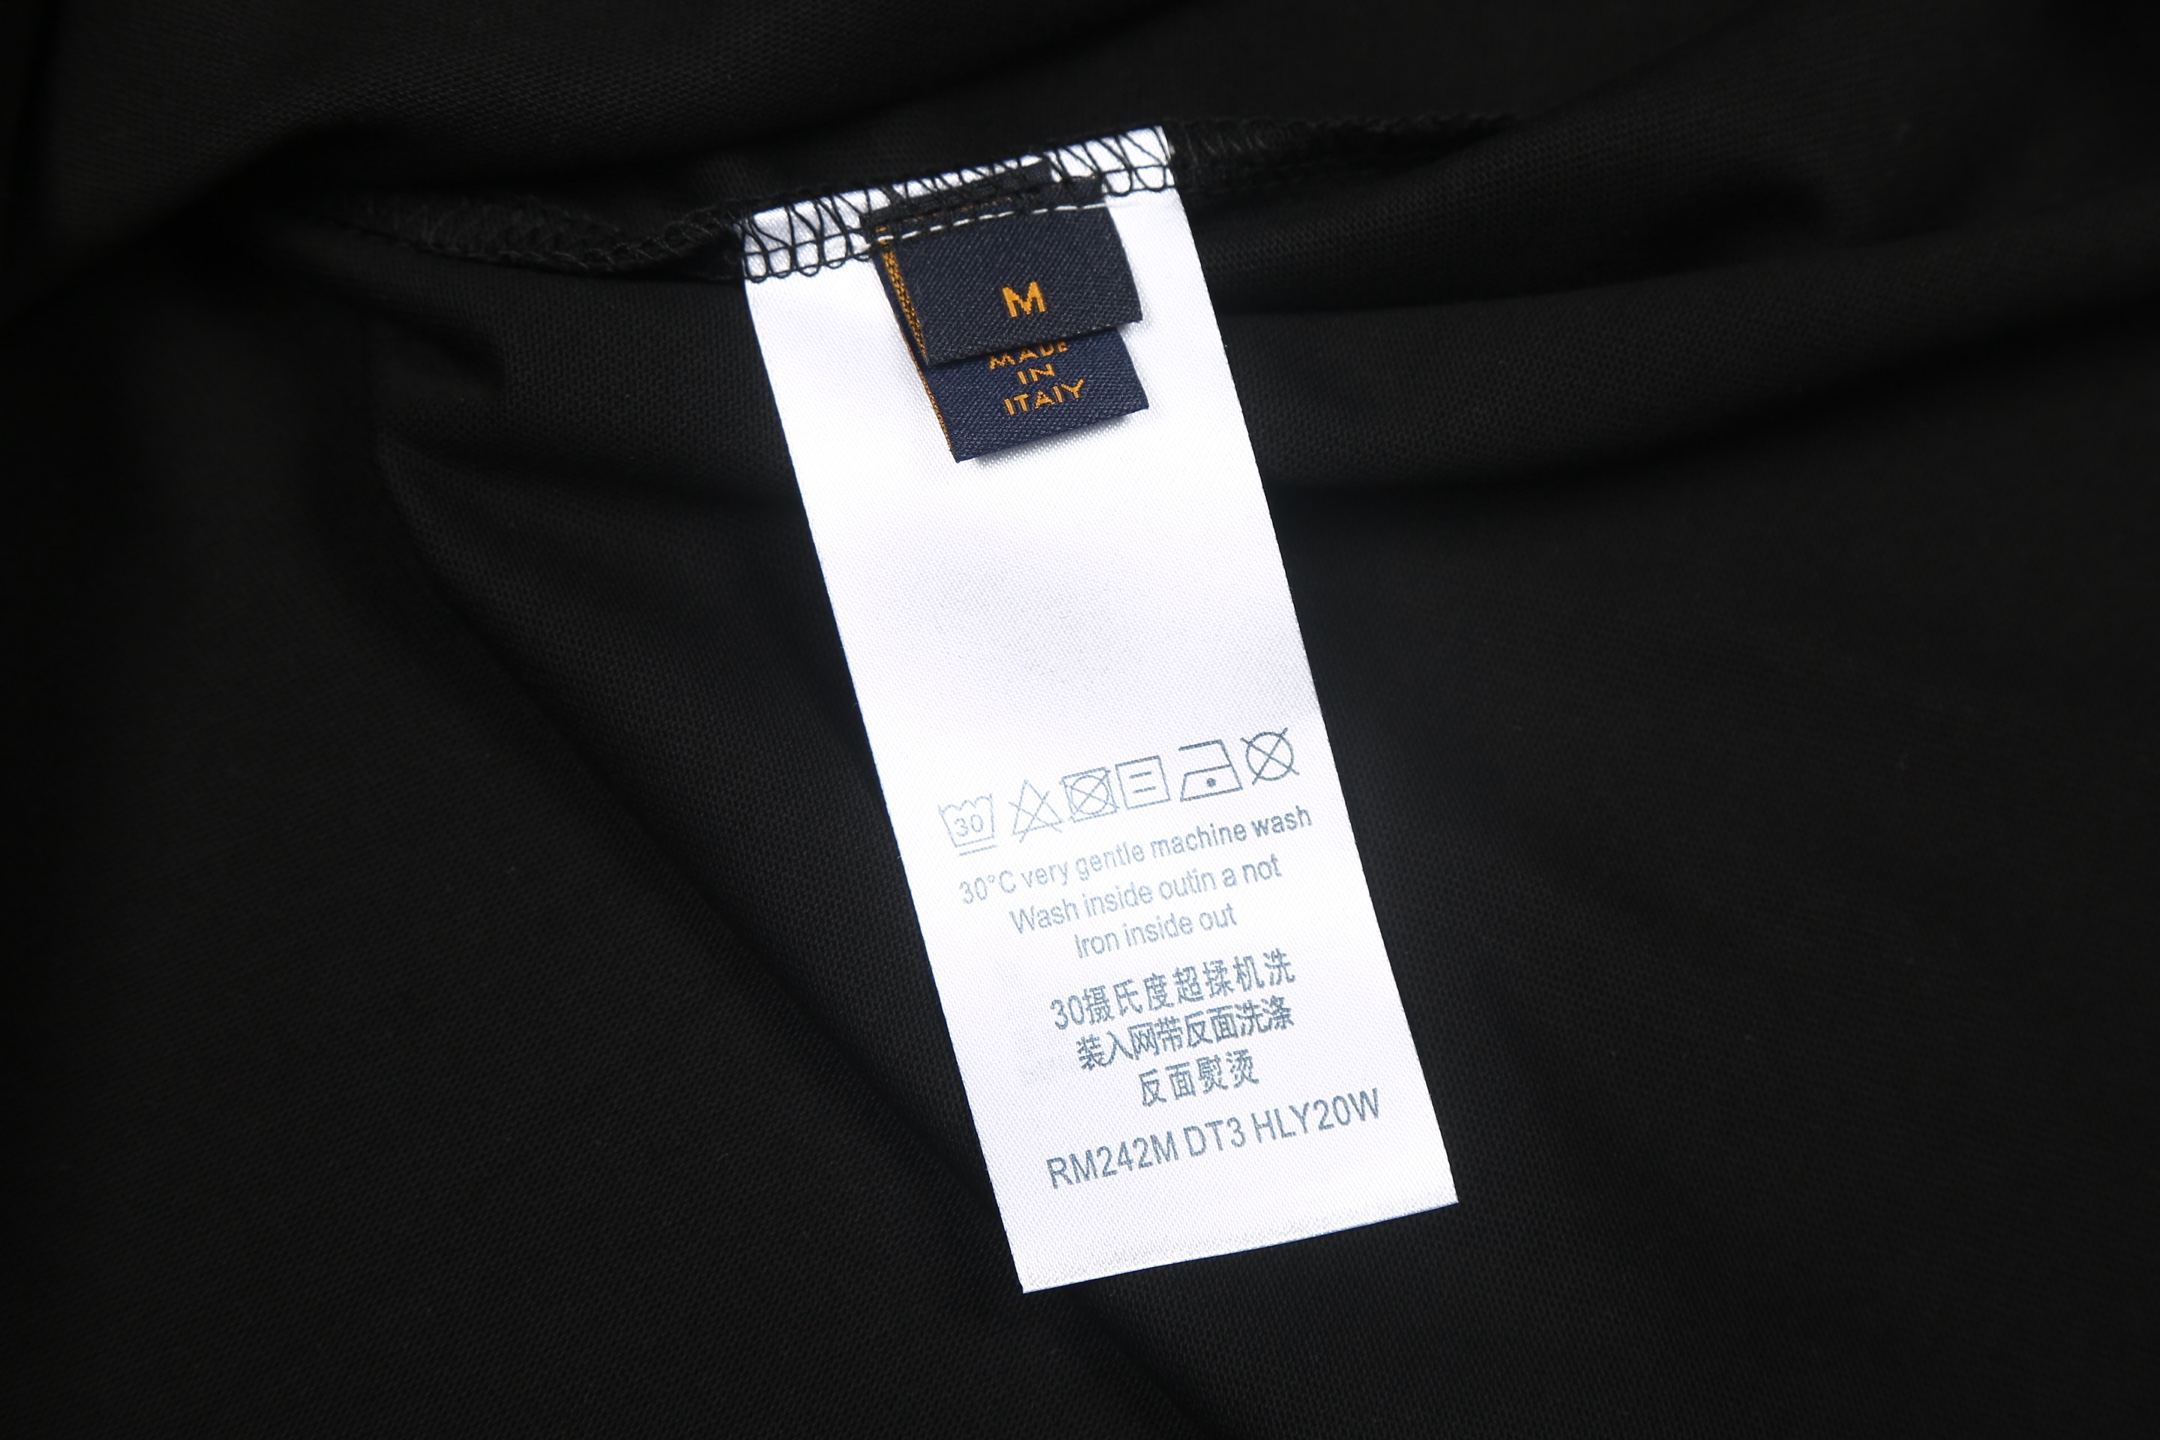 M
MADE
IN
ITAIY
30
30°C very gentle machine wash
Wash inside outin a not
Iron inside out
30摄氏度超揉机洗
装入网带反面洗涤
反面熨烫
RM242M DT3 HLY20W